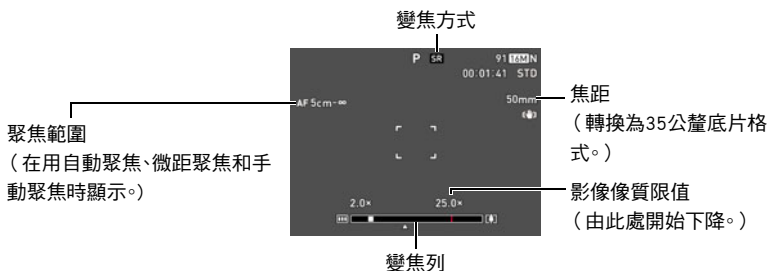 變焦方式
P SR 91 16M N
00:01:41 STD
AF 5cm-∞
50mm
2.0×
25.0×
聚焦範圍
（在用自動聚焦、微距聚焦和手
動聚焦時顯示。）
焦距
（轉換為35公釐底片格
式。）
影像像質限值
（由此處開始下降。）
變焦列